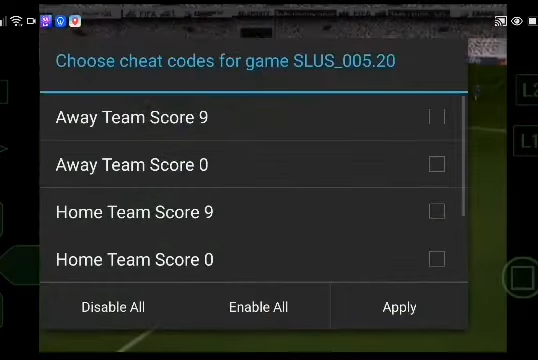 Choose cheat codes for game SLUS_005.20
Away Team Score 9
Away Team Score 0
Home Team Score 9
Home Team Score 0
Disable All
Enable All
Apply
L1